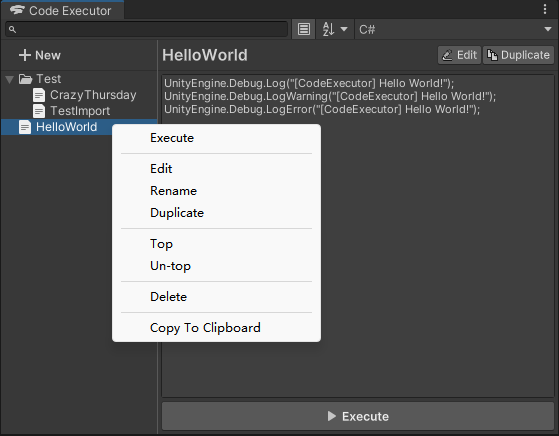 Code Executor
C#
New
HelloWorld
Edit
Duplicate
Test
CrazyThursday
TestImport
HelloWorld
UnityEngine.Debug.Log("[CodeExecutor] Hello World!");
UnityEngine.Debug.LogWarning("[CodeExecutor] Hello World!");
UnityEngine.Debug.LogError("[CodeExecutor] Hello World!");
Execute
Edit
Rename
Duplicate
Top
Un-top
Delete
Copy To Clipboard
Execute